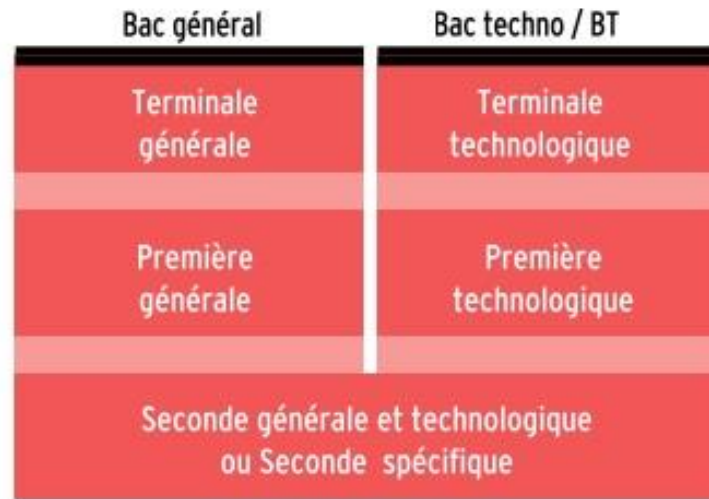 Bac général
Bac techno / BT
Terminale
générale
Terminale
technologique
Première
générale
Première
technologique
Seconde générale et technologique
ou Seconde spécifique